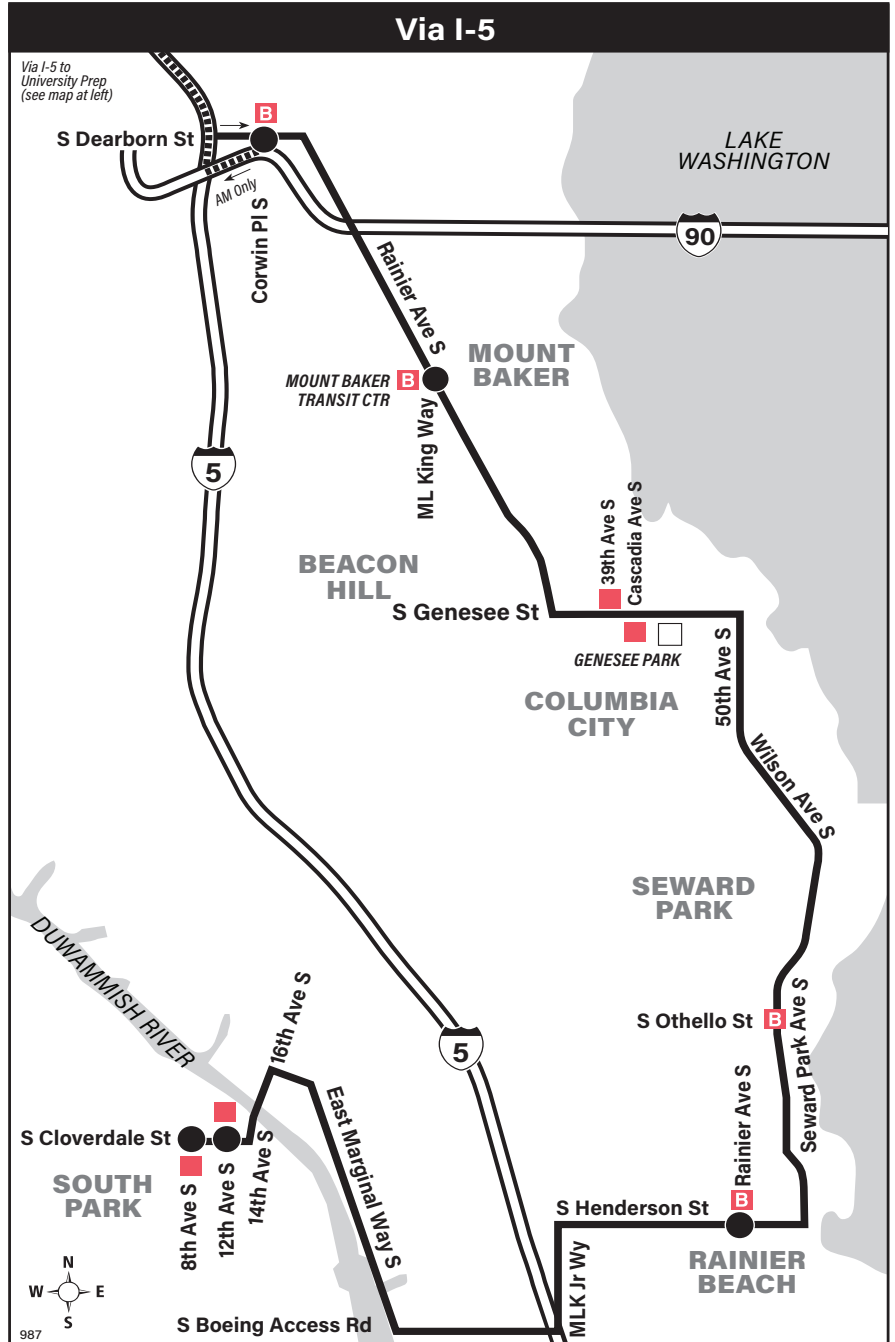 Via I-5
Via I-5 to
University Prep
(see map at left)
B
S Dearborn St
LAKE
WASHINGTON
AM Only
Corwin Pl S
90
Rainier Ave S
MOUNT
BAKER
MOUNT BAKER
TRANSIT CTR
B
ML King Way
5
39th Ave S
Cascadia Ave S
BEACON
HILL
S Genesee St
GENESEE PARK
50th Ave S
COLUMBIA
CITY
Wilson Ave S
SEWARD
PARK
DUWAMMISH RIVER
16th Ave S
S Othello St
B
Seward Park Ave S
5
East Marginal Way S
Rainier Ave S
S Cloverdale St
14th Ave S
12th Ave S
8th Ave S
SOUTH
PARK
B
S Henderson St
RAINIER
BEACH
MLK Jr Wy
N
W
E
S
S Boeing Access Rd
987